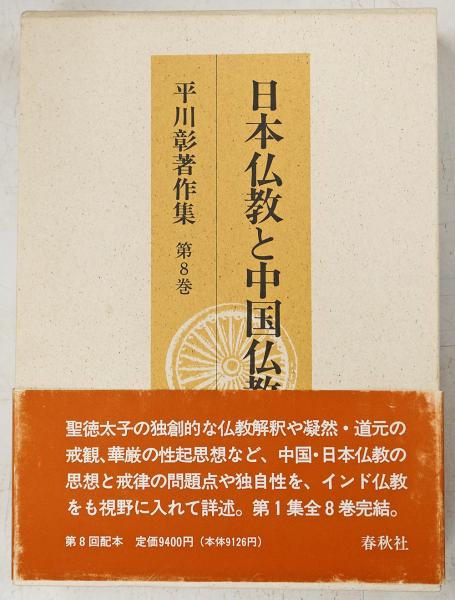 日本仏教と中国仏教
平川彰著作集 第8巻
聖徳太子の独創的な仏教解釈や凝然・道元の
戒観、華厳の性起思想など、中国・日本仏教の
思想と戒律の問題点や独自性を、インド仏教
をも視野に入れて詳述。第1集全8巻完結。
第8回配本 定価9400円(本体9126円)
春秋社